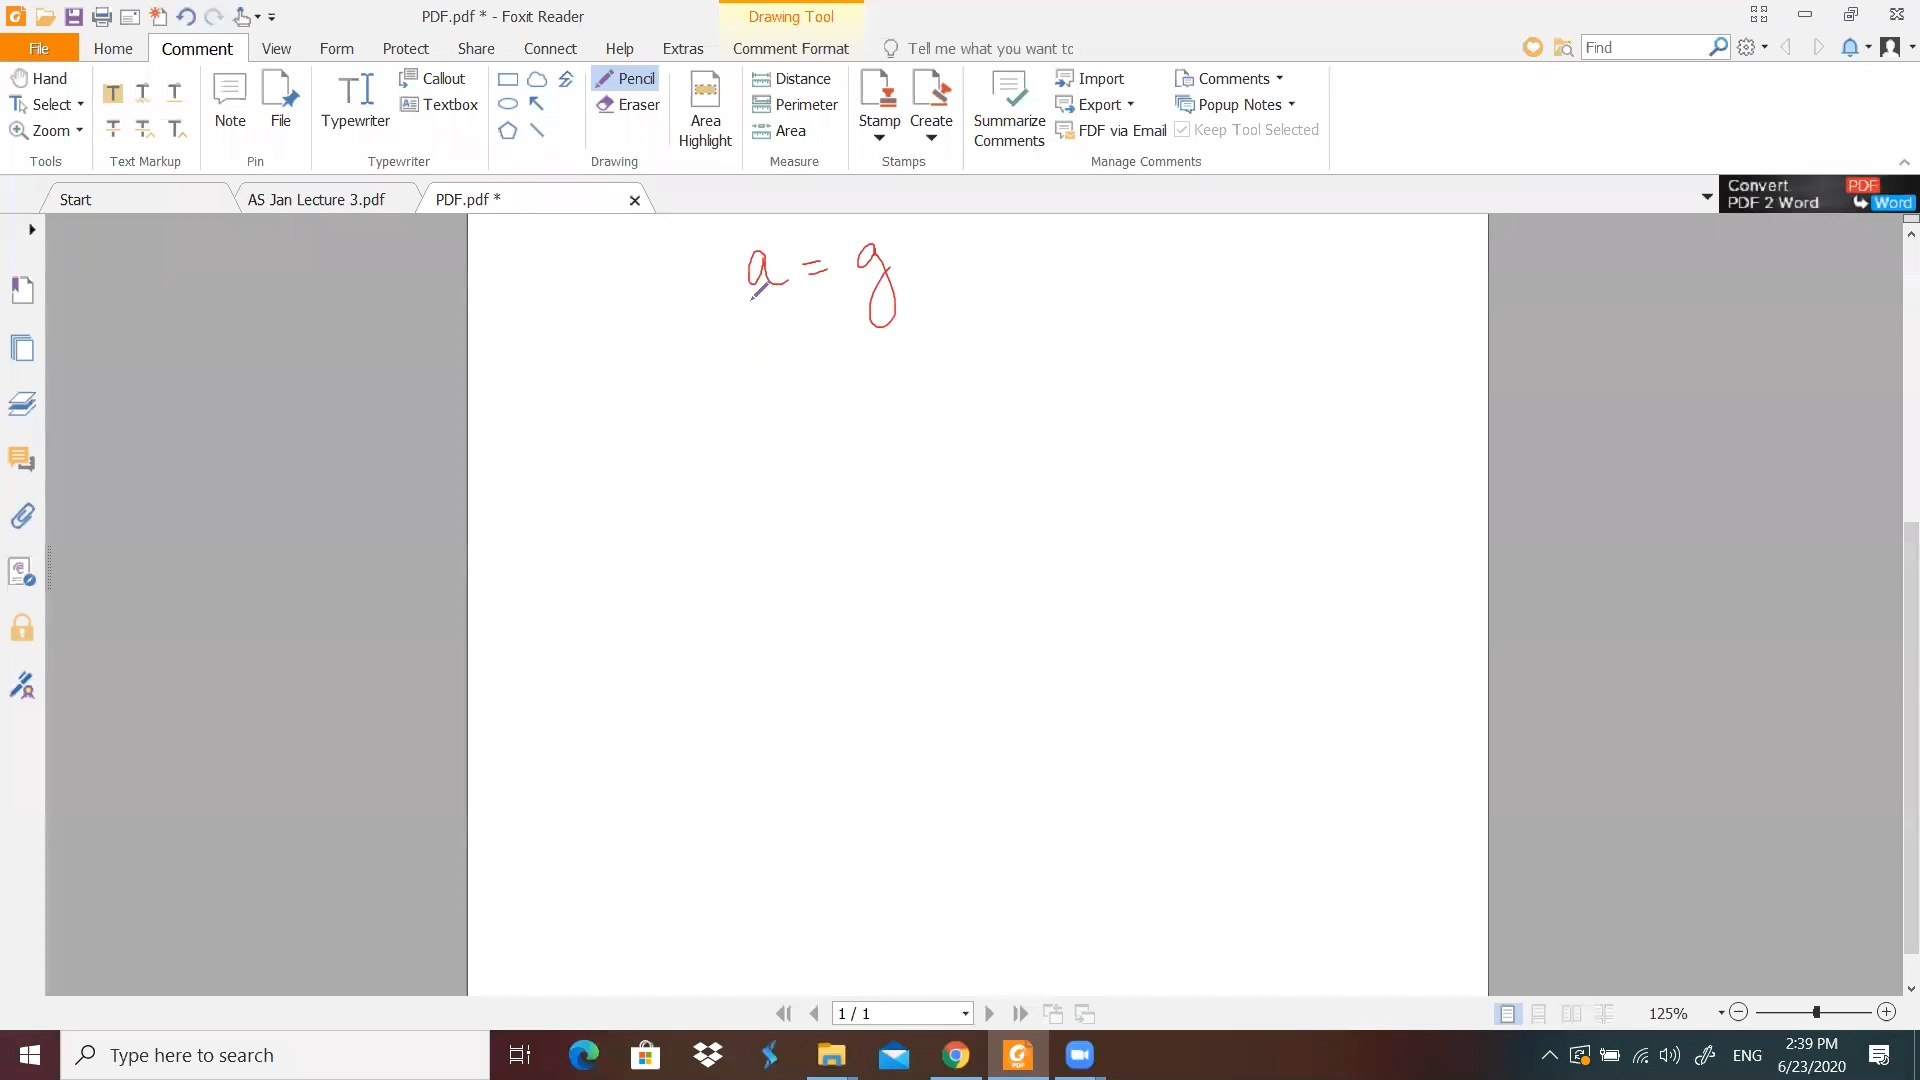 PDF.pdf * - Foxit Reader
Drawing Tool
File
Home
Comment
View
Form
Protect
Share
Connect
Help
Extras
Comment Format
Tell me what you want to
Find
Hand
Select
Zoom
Tools
Text Markup
Note
File
Pin
Typewriter
Callout
Textbox
Typewriter
Pencil
Eraser
Drawing
Area
Highlight
Distance
Perimeter
Area
Measure
Stamp
Create
Stamps
Summarize
Comments
Import
Export
FDF via Email
Comments
Popup Notes
Keep Tool Selected
Manage Comments
Start
AS Jan Lecture 3.pdf
PDF.pdf *
Convert PDF
PDF 2 Word Word
a = g
1 / 1
125%
Type here to search
ENG
2:39 PM
6/23/2020